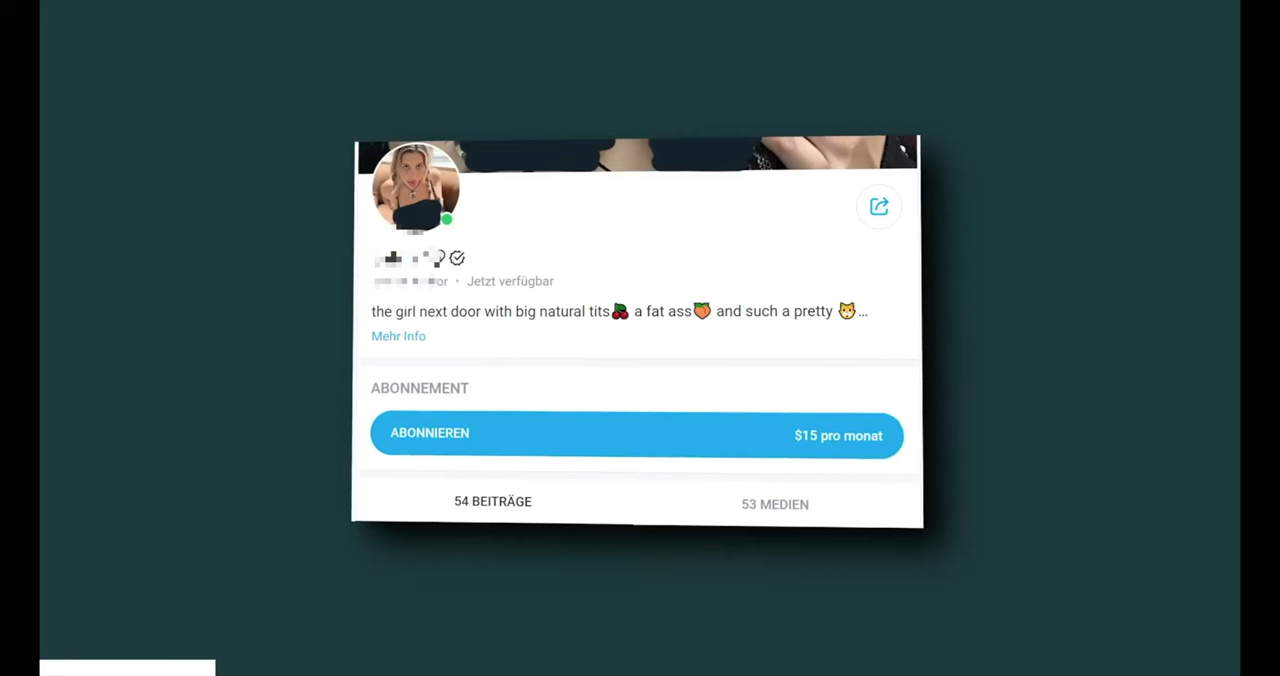 Jetzt verfügbar
the girl next door with big natural tits🍒 a fat ass🍑 and such a pretty 🐱...
Mehr Info
ABONNEMENT
ABONNIEREN $15 pro monat
54 BEITRÄGE 53 MEDIEN